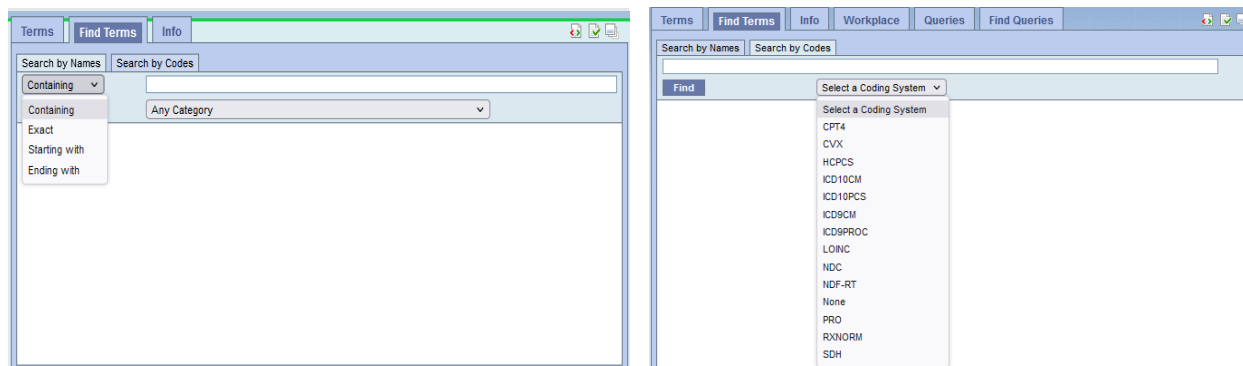 Terms Find Terms Info
Search by Names Search by Codes
Containing
Containing Any Category
Exact
Starting with
Ending with
Terms Find Terms Info Workplace Queries Find Queries
Search by Names Search by Codes
Find Select a Coding System
Select a Coding System
CPT4
CVX
HCPCS
ICD10CM
ICD10PCS
ICD9CM
ICD9PROC
LOINC
NDC
NDF-RT
None
PRO
RXNORM
SDH